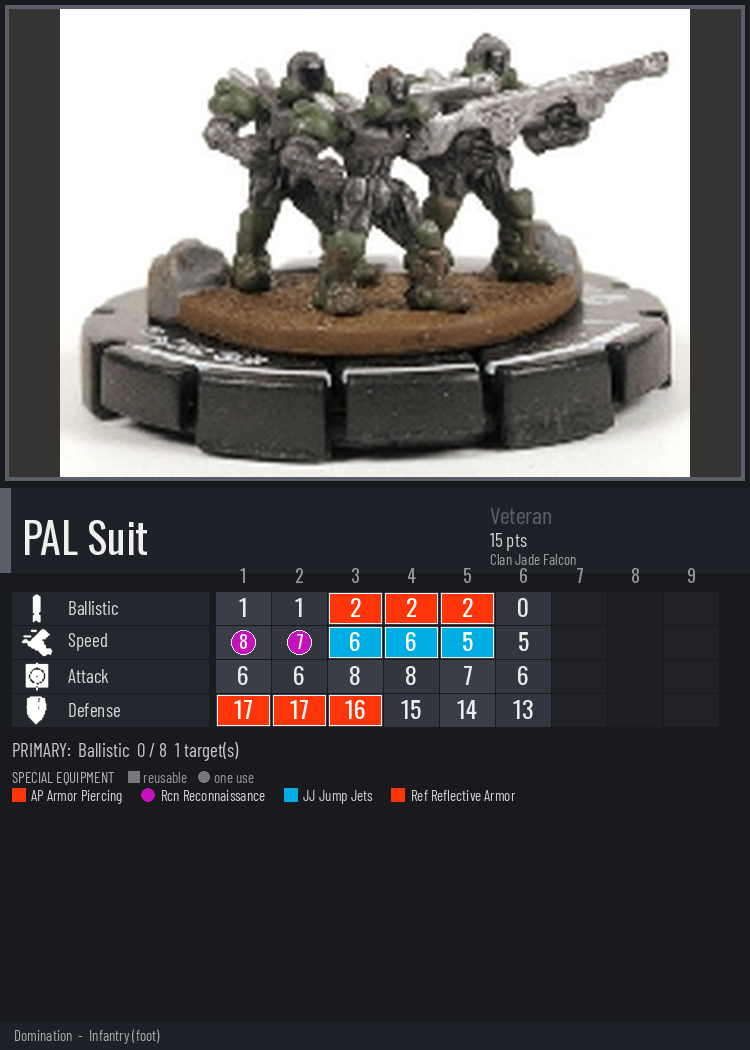 PAL Suit
Veteran
15 pts
Clan Jade Falcon
1 2 3 4 5 6 7 8 9
Ballistic 1 1 2 2 2 0
Speed 8 7 6 6 5 5
Attack 6 6 8 8 7 6
Defense 17 17 16 15 14 13
PRIMARY: Ballistic 0 / 8 1 target(s)
SPECIAL EQUIPMENT reusable one use
AP Armor Piercing Rcn Reconnaissance JJ Jump Jets Ref Reflective Armor
Domination - Infantry (foot)